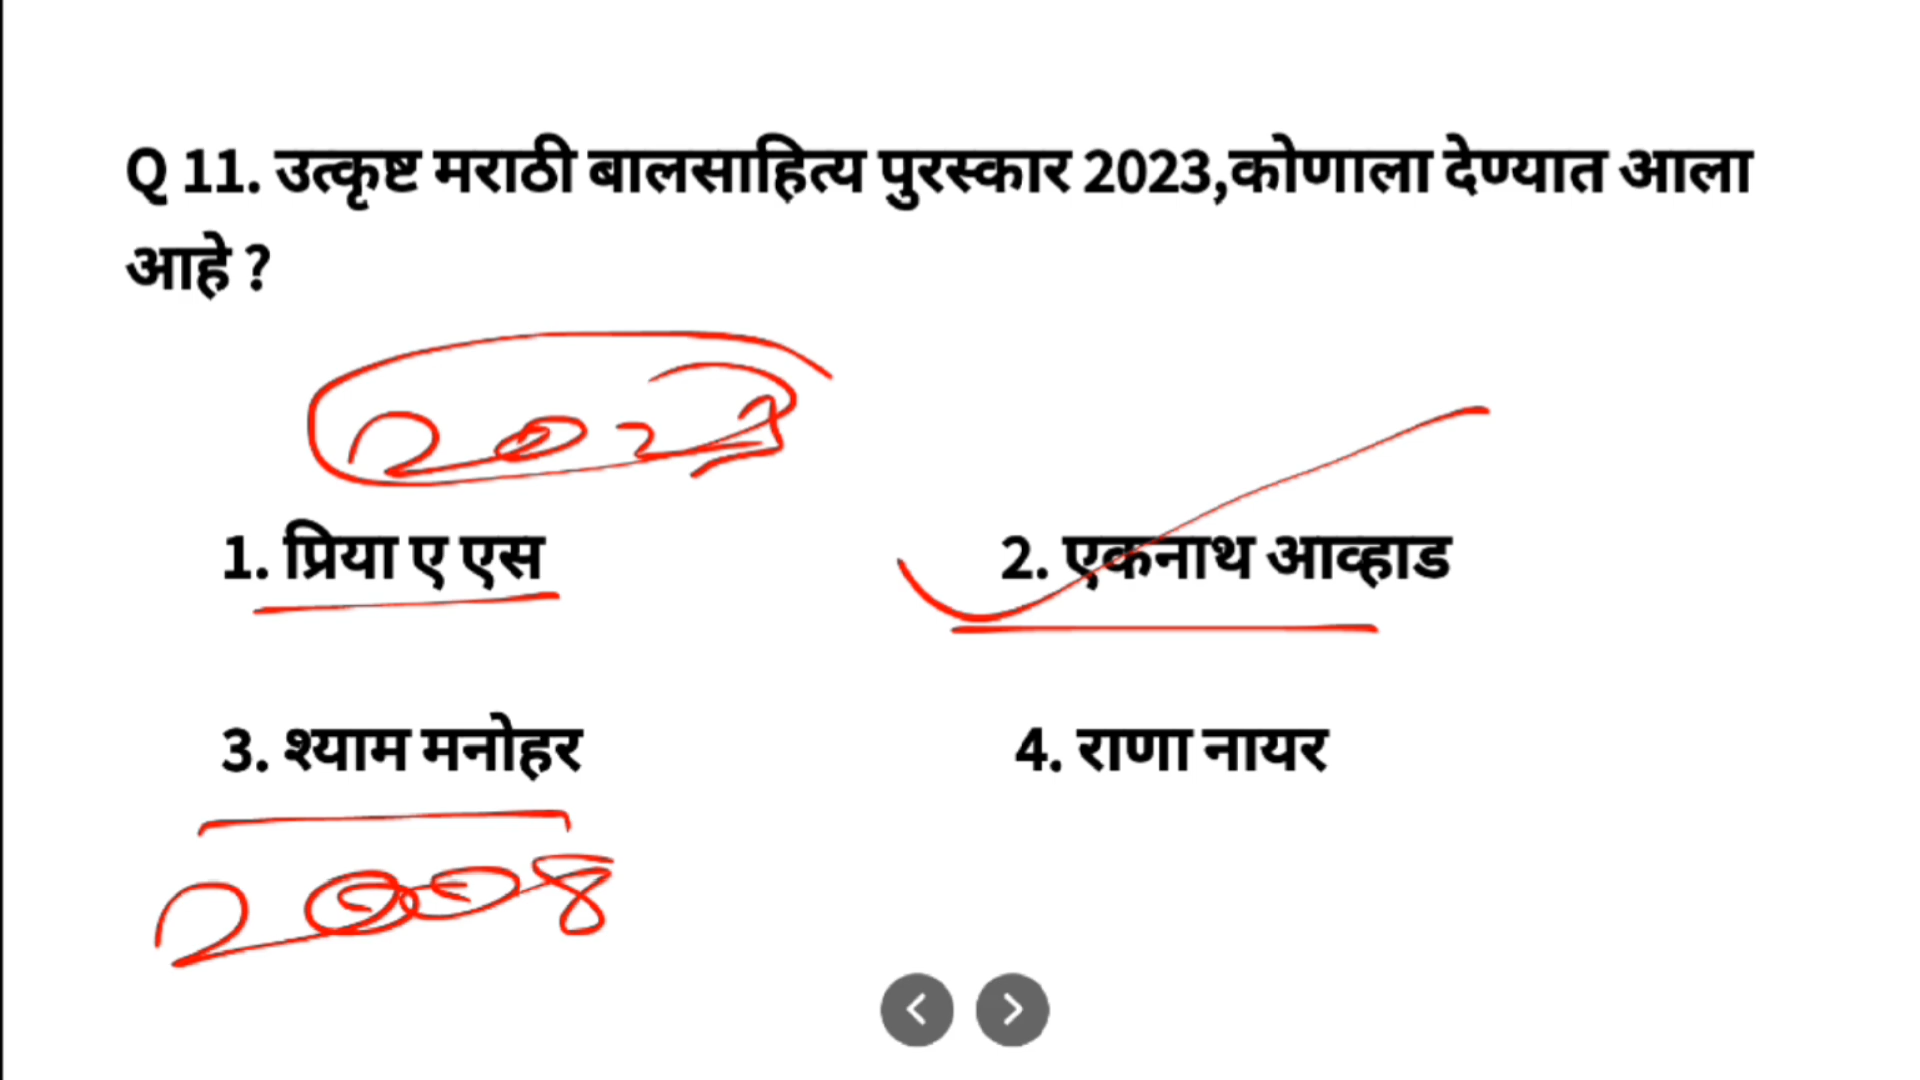 Q 11. उत्कृष्ट मराठी बालसाहित्य पुरस्कार 2023,कोणाला देण्यात आला
आहे ?
2023
1. प्रिया ए एस
2. एकनाथ आव्हाड
3. श्याम मनोहर
4. राणा नायर
2008